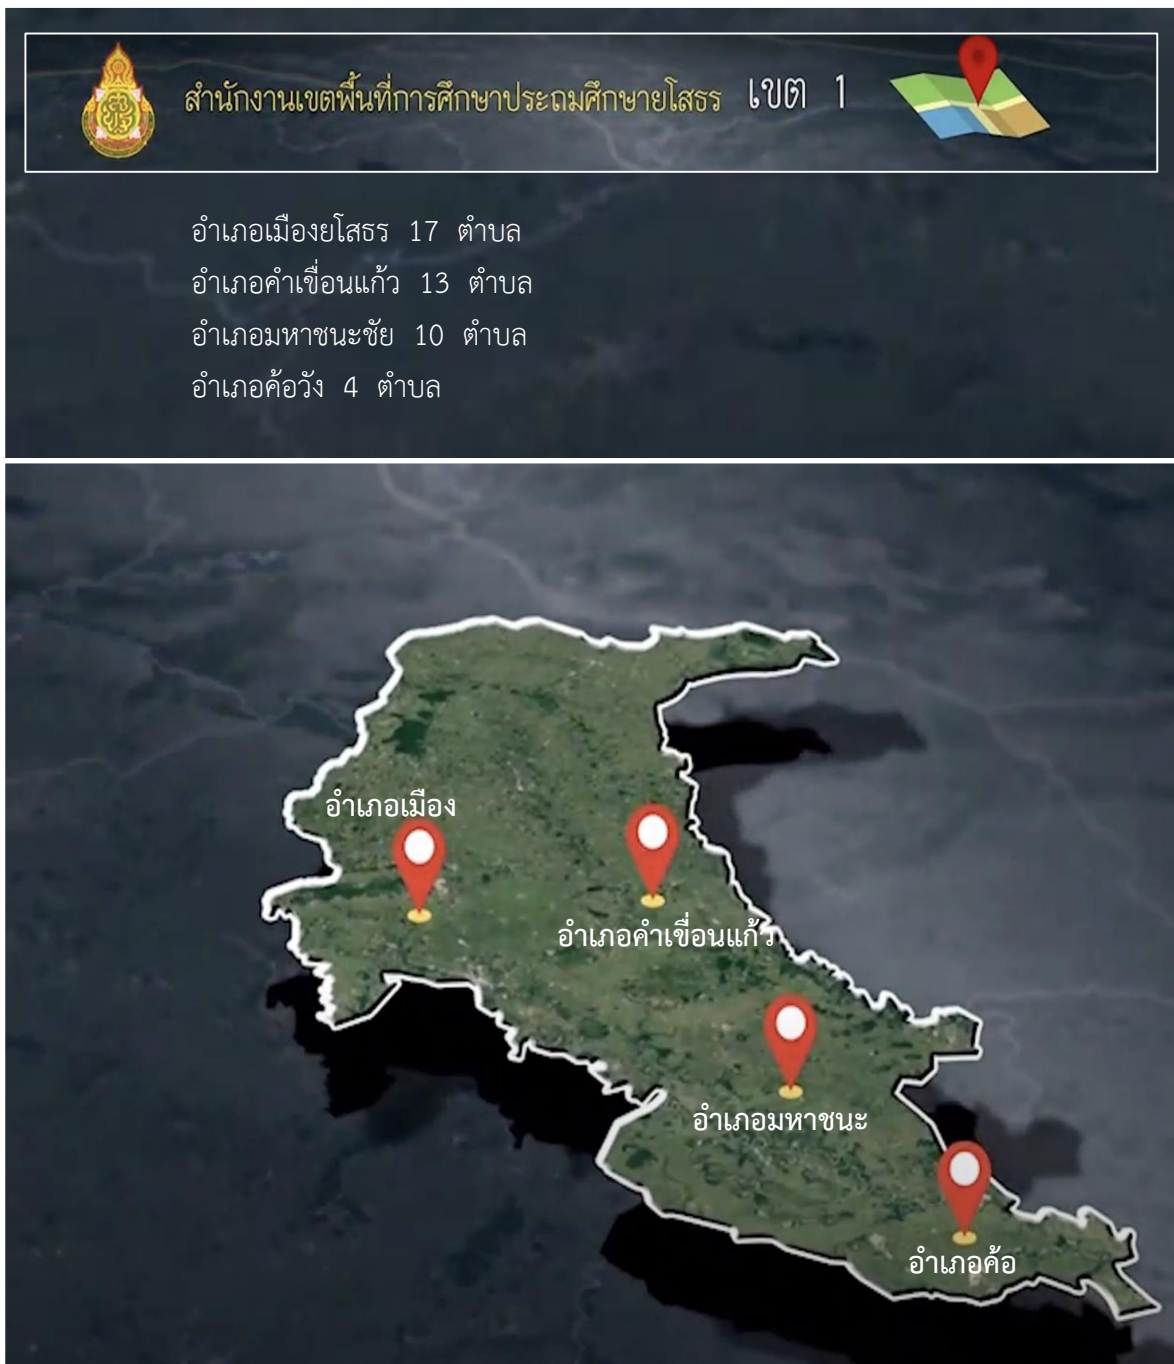 สำนักงานเขตพื้นที่การศึกษาประถมศึกษายโสธร เขต 1
อำเภอเมืองยโสธร 17 ตำบล
อำเภอคำเขื่อนแก้ว 13 ตำบล
อำเภอมหาชนะชัย 10 ตำบล
อำเภอค้อวัง 4 ตำบล
อำเภอเมือง
อำเภอคำเขื่อนแก้ว
อำเภอมหาชนะ
อำเภอค้อ